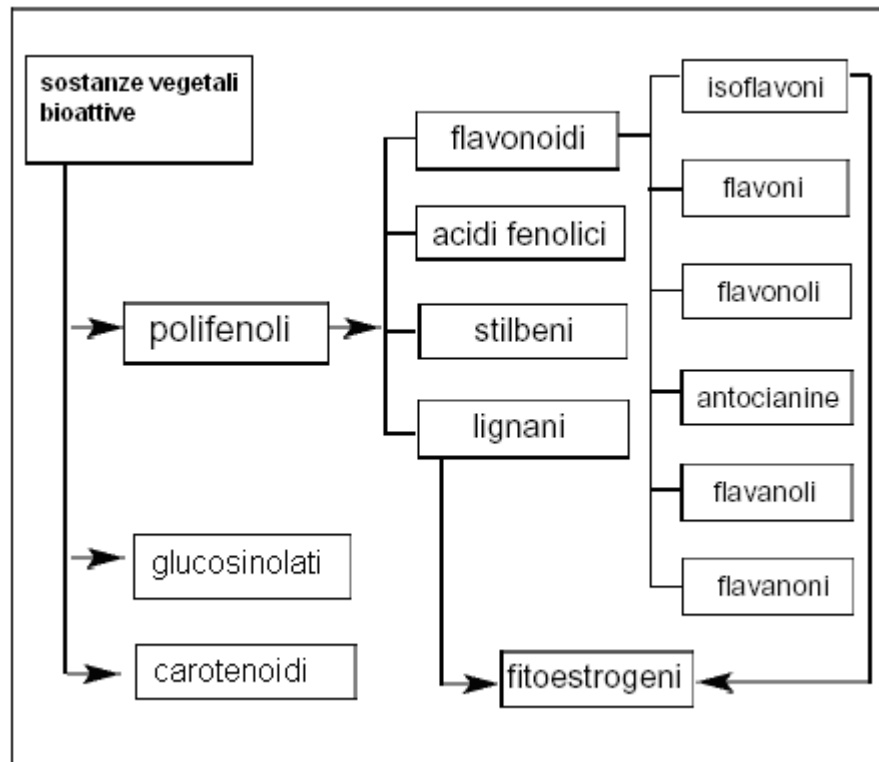 sostanze vegetali
bioattive
polifenoli
glucosinolati
carotenoidi
flavonoidi
acidi fenolici
stilbeni
lignani
isoflavoni
flavoni
flavonoli
antocianine
flavanoli
flavanoni
fitoestrogeni